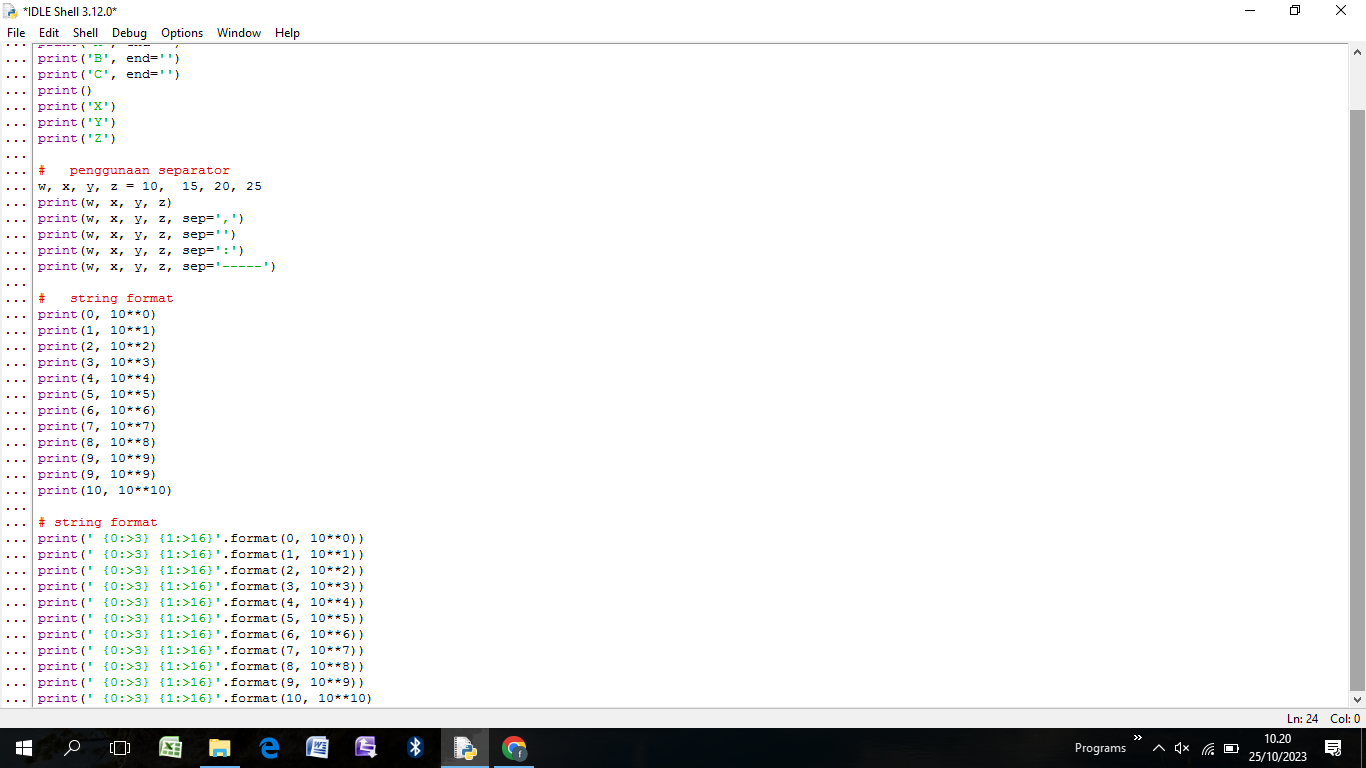 *IDLE Shell 3.12.0*
File Edit Shell Debug Options Window Help
... print('B', end='')
... print('C', end='')
... print()
... print('X')
... print('Y')
... print('Z')
...
... #   penggunaan separator
... w, x, y, z = 10,  15, 20, 25
... print(w, x, y, z)
... print(w, x, y, z, sep=',')
... print(w, x, y, z, sep='')
... print(w, x, y, z, sep=':')
... print(w, x, y, z, sep='-----')
...
... #   string format
... print(0, 10**0)
... print(1, 10**1)
... print(2, 10**2)
... print(3, 10**3)
... print(4, 10**4)
... print(5, 10**5)
... print(6, 10**6)
... print(7, 10**7)
... print(8, 10**8)
... print(9, 10**9)
... print(9, 10**9)
... print(10, 10**10)
...
... # string format
... print(' {0:>3} {1:>16}'.format(0, 10**0))
... print(' {0:>3} {1:>16}'.format(1, 10**1))
... print(' {0:>3} {1:>16}'.format(2, 10**2))
... print(' {0:>3} {1:>16}'.format(3, 10**3))
... print(' {0:>3} {1:>16}'.format(4, 10**4))
... print(' {0:>3} {1:>16}'.format(5, 10**5))
... print(' {0:>3} {1:>16}'.format(6, 10**6))
... print(' {0:>3} {1:>16}'.format(7, 10**7))
... print(' {0:>3} {1:>16}'.format(8, 10**8))
... print(' {0:>3} {1:>16}'.format(9, 10**9))
... print(' {0:>3} {1:>16}'.format(10, 10**10)
Ln: 24 Col: 0
Programs
10.20
25/10/2023